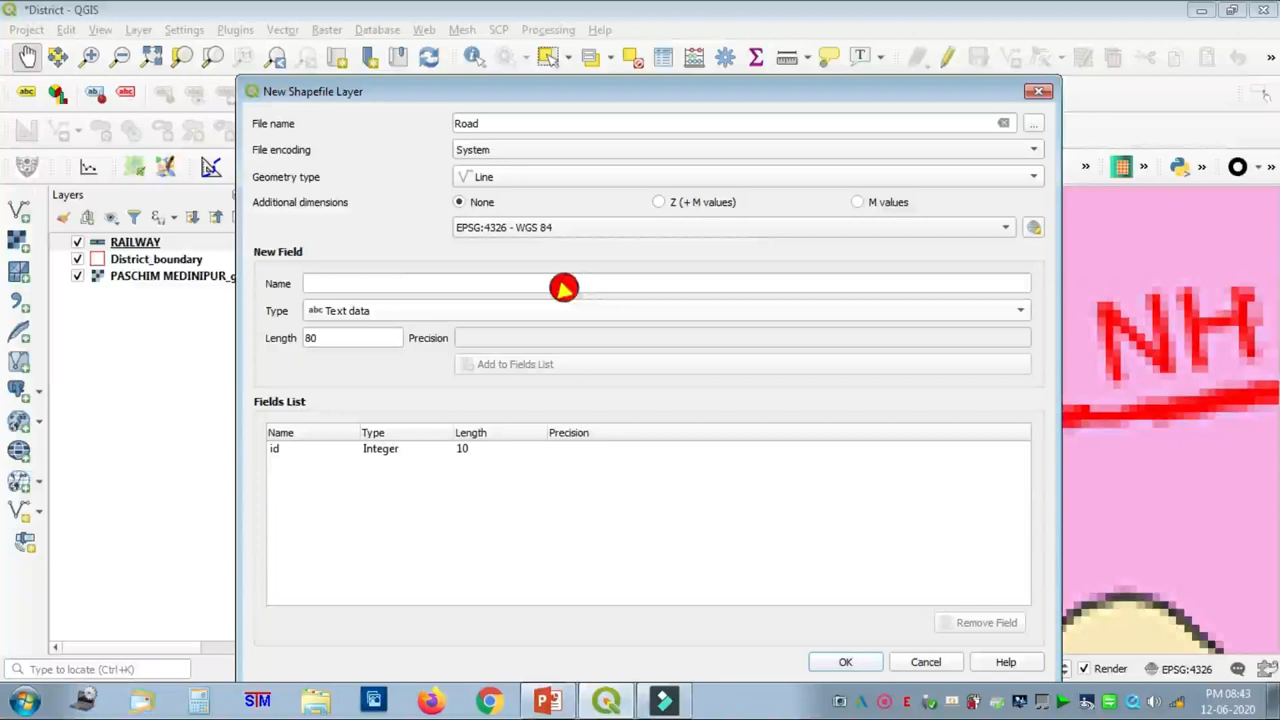 *District - QGIS
Project Edit View Layer Settings Plugins Vector Raster Database Web Mesh SCP Processing Help
New Shapefile Layer
File name Road
File encoding System
Geometry type Line
Additional dimensions None Z (+ M values) M values
EPSG:4326 - WGS 84
New Field
Name
Type abc Text data
Length 80 Precision
Add to Fields List
Fields List
Name Type Length Precision
id Integer 10
Remove Field
OK Cancel Help
Layers
RAILWAY
District_boundary
PASCHIM MEDINIPUR_g
NH
Type to locate (Ctrl+K)
Render EPSG:4326
STM
PM 08:43
12-06-2020